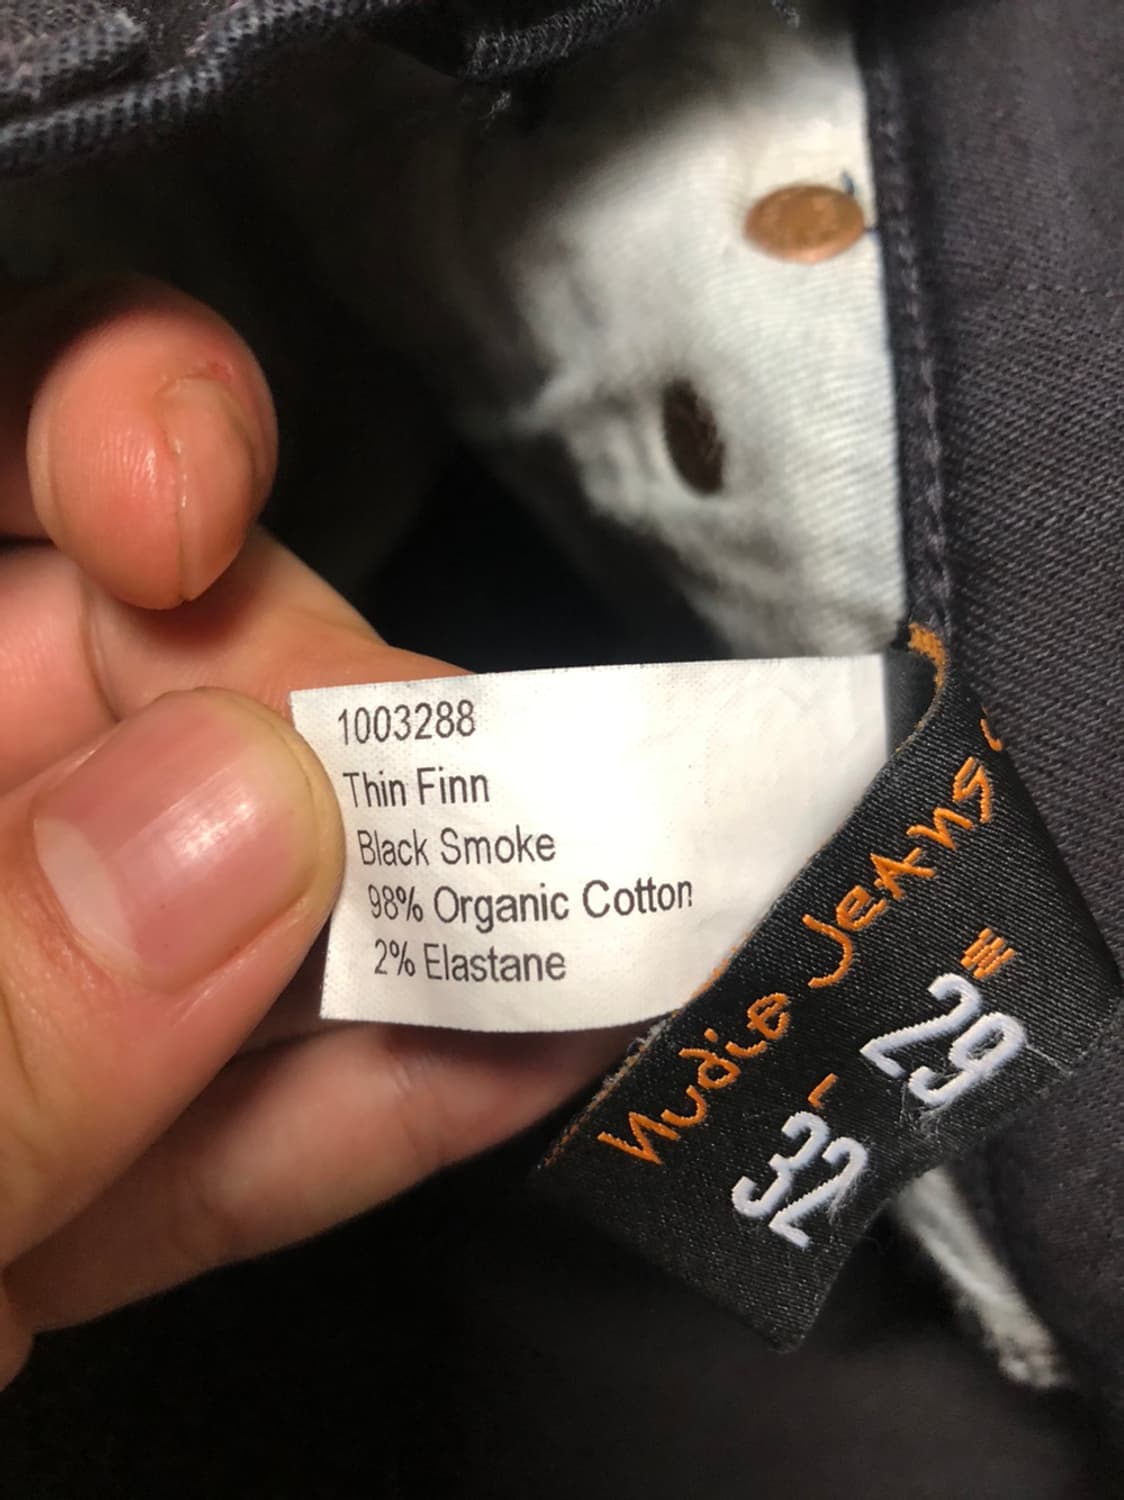 1003288
Thin Finn
Black Smoke
98% Organic Cotton
2% Elastane
Nudie Jeans
W
29
L
32